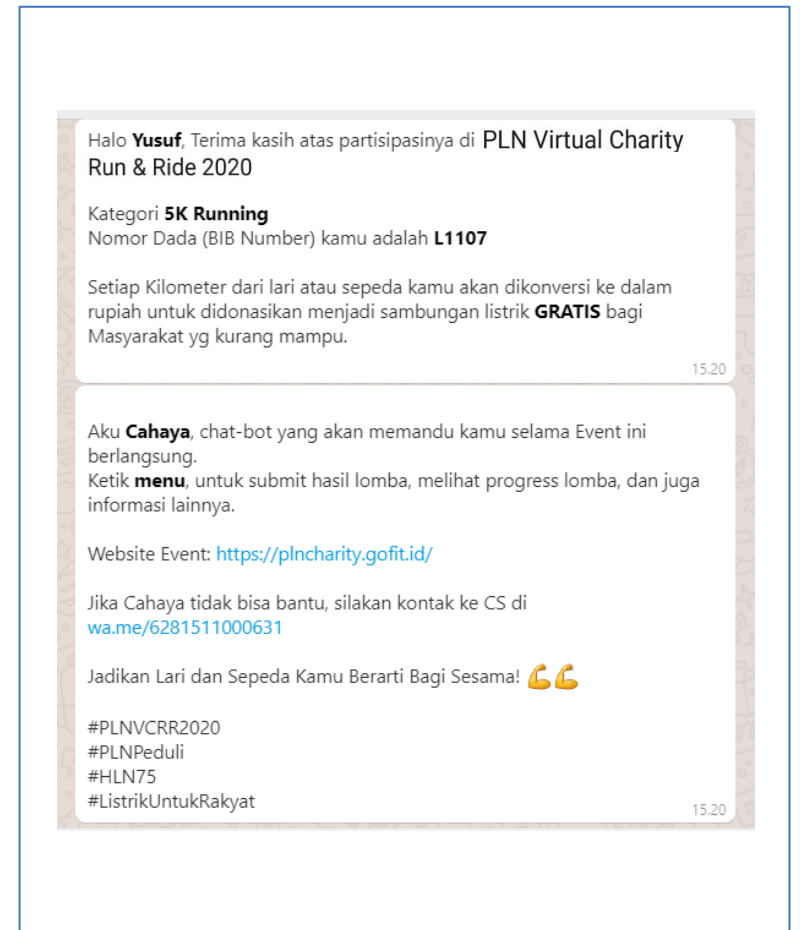 Halo Yusuf, Terima kasih atas partisipasinya di PLN Virtual Charity
Run & Ride 2020
Kategori 5K Running
Nomor Dada (BIB Number) kamu adalah L1107
Setiap Kilometer dari lari atau sepeda kamu akan dikonversi ke dalam
rupiah untuk didonasikan menjadi sambungan listrik GRATIS bagi
Masyarakat yg kurang mampu.
15.20
Aku Cahaya, chat-bot yang akan memandu kamu selama Event ini
berlangsung.
Ketik menu, untuk submit hasil lomba, melihat progress lomba, dan juga
informasi lainnya.
Website Event: https://plncharity.gofit.id/
Jika Cahaya tidak bisa bantu, silakan kontak ke CS di
wa.me/6281511000631
Jadikan Lari dan Sepeda Kamu Berarti Bagi Sesama! 💪💪
#PLNVCRR2020
#PLNPeduli
#HLN75
#ListrikUntukRakyat
15.20